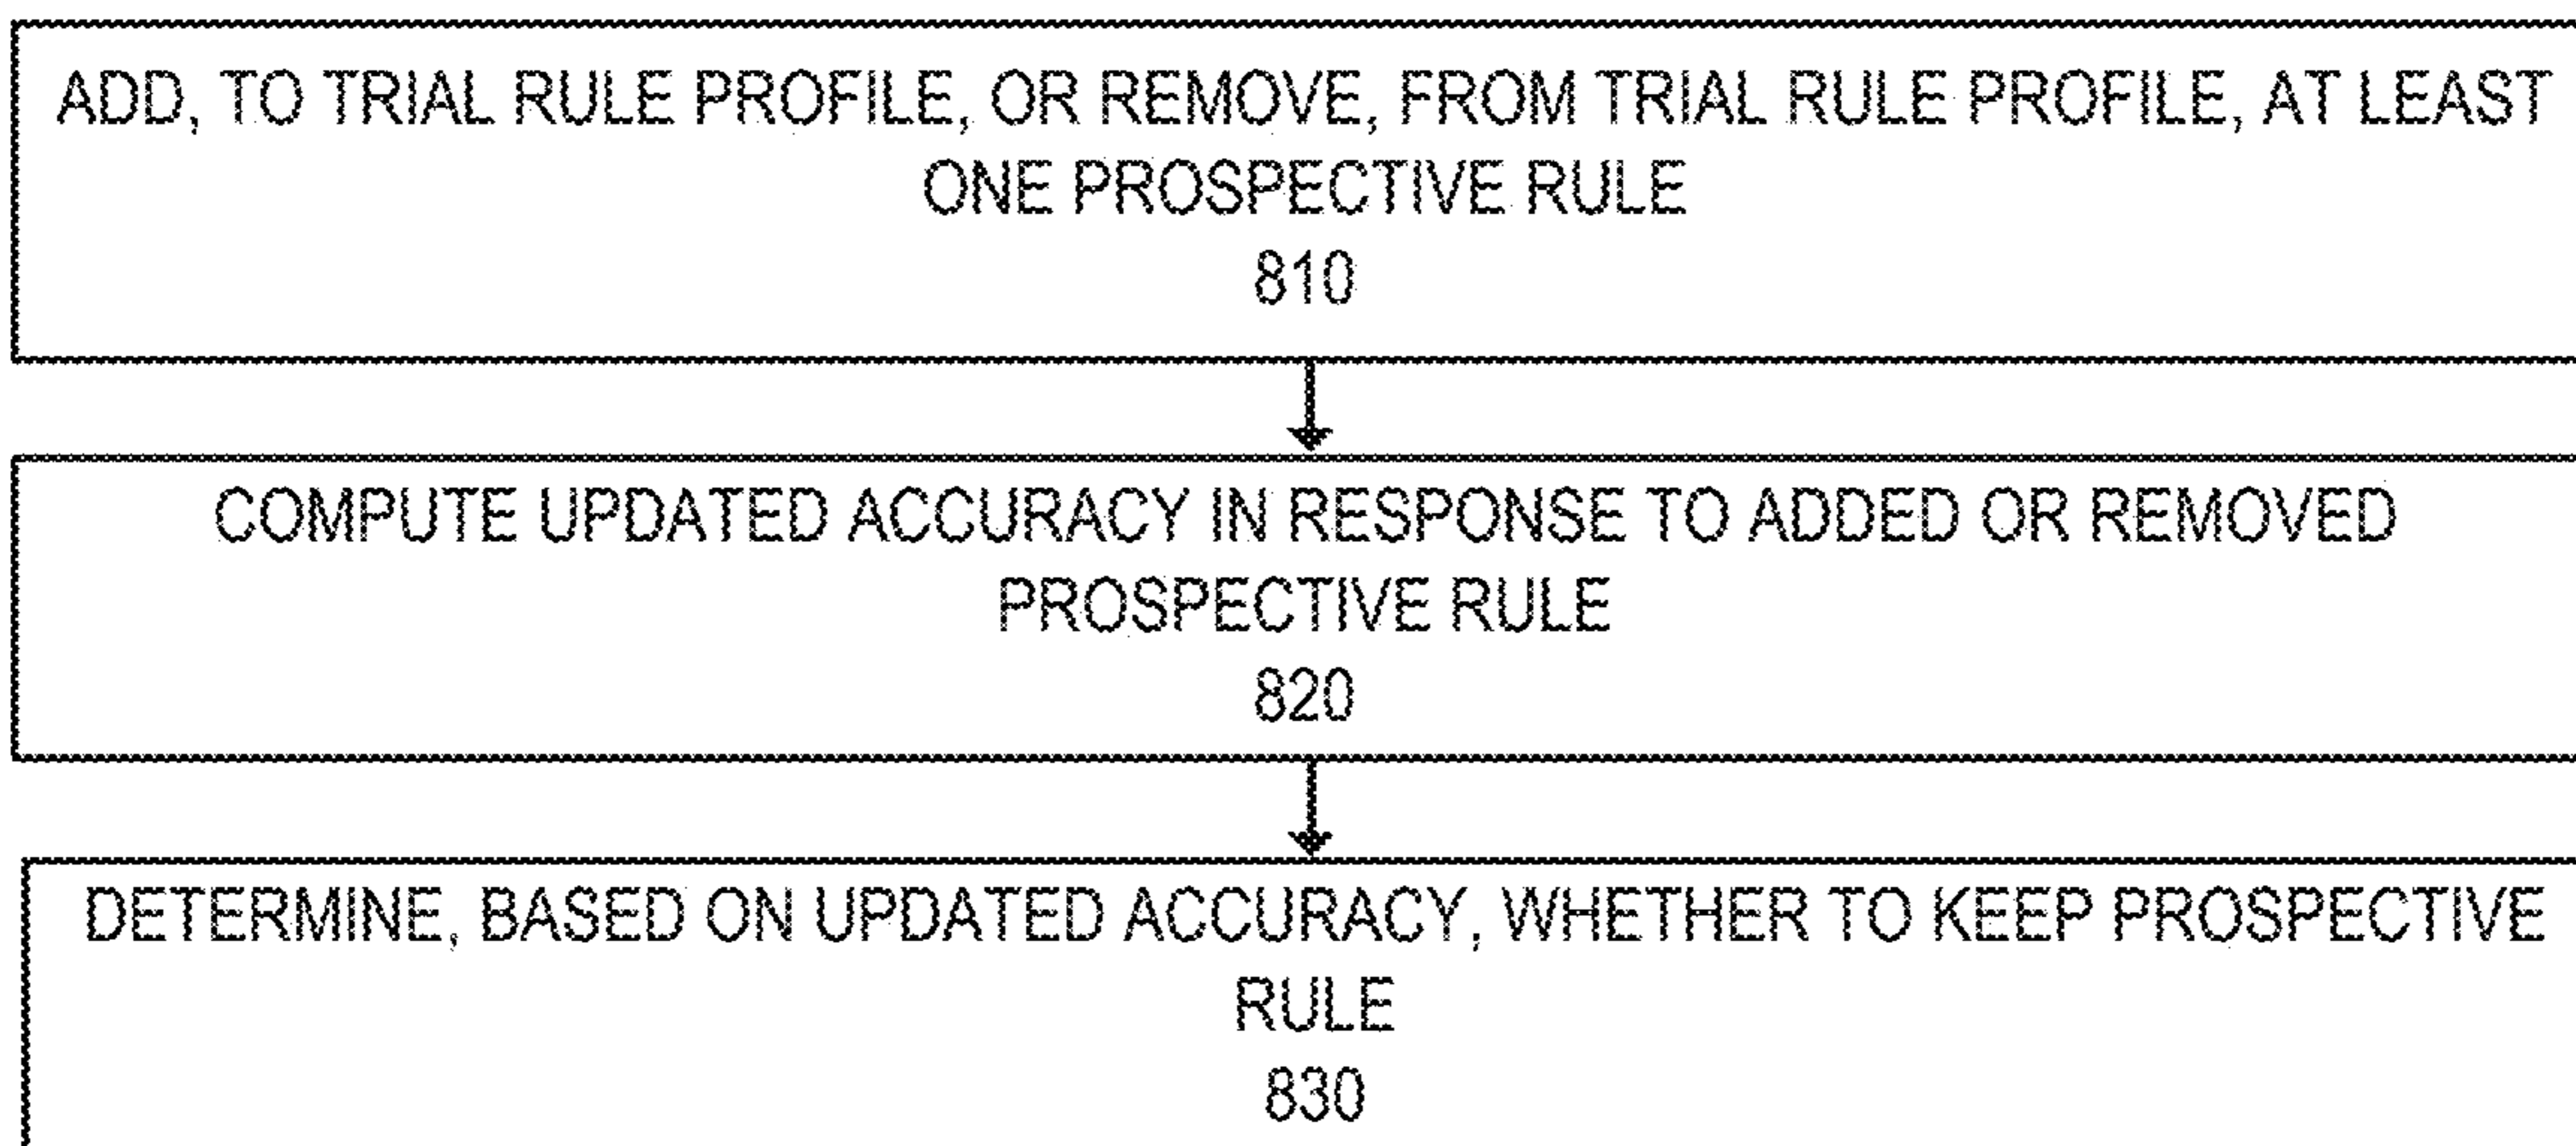 ADD, TO TRIAL RULE PROFILE, OR REMOVE, FROM TRIAL RULE PROFILE, AT LEAST
ONE PROSPECTIVE RULE
810
COMPUTE UPDATED ACCURACY IN RESPONSE TO ADDED OR REMOVED
PROSPECTIVE RULE
820
DETERMINE, BASED ON UPDATED ACCURACY, WHETHER TO KEEP PROSPECTIVE
RULE
830